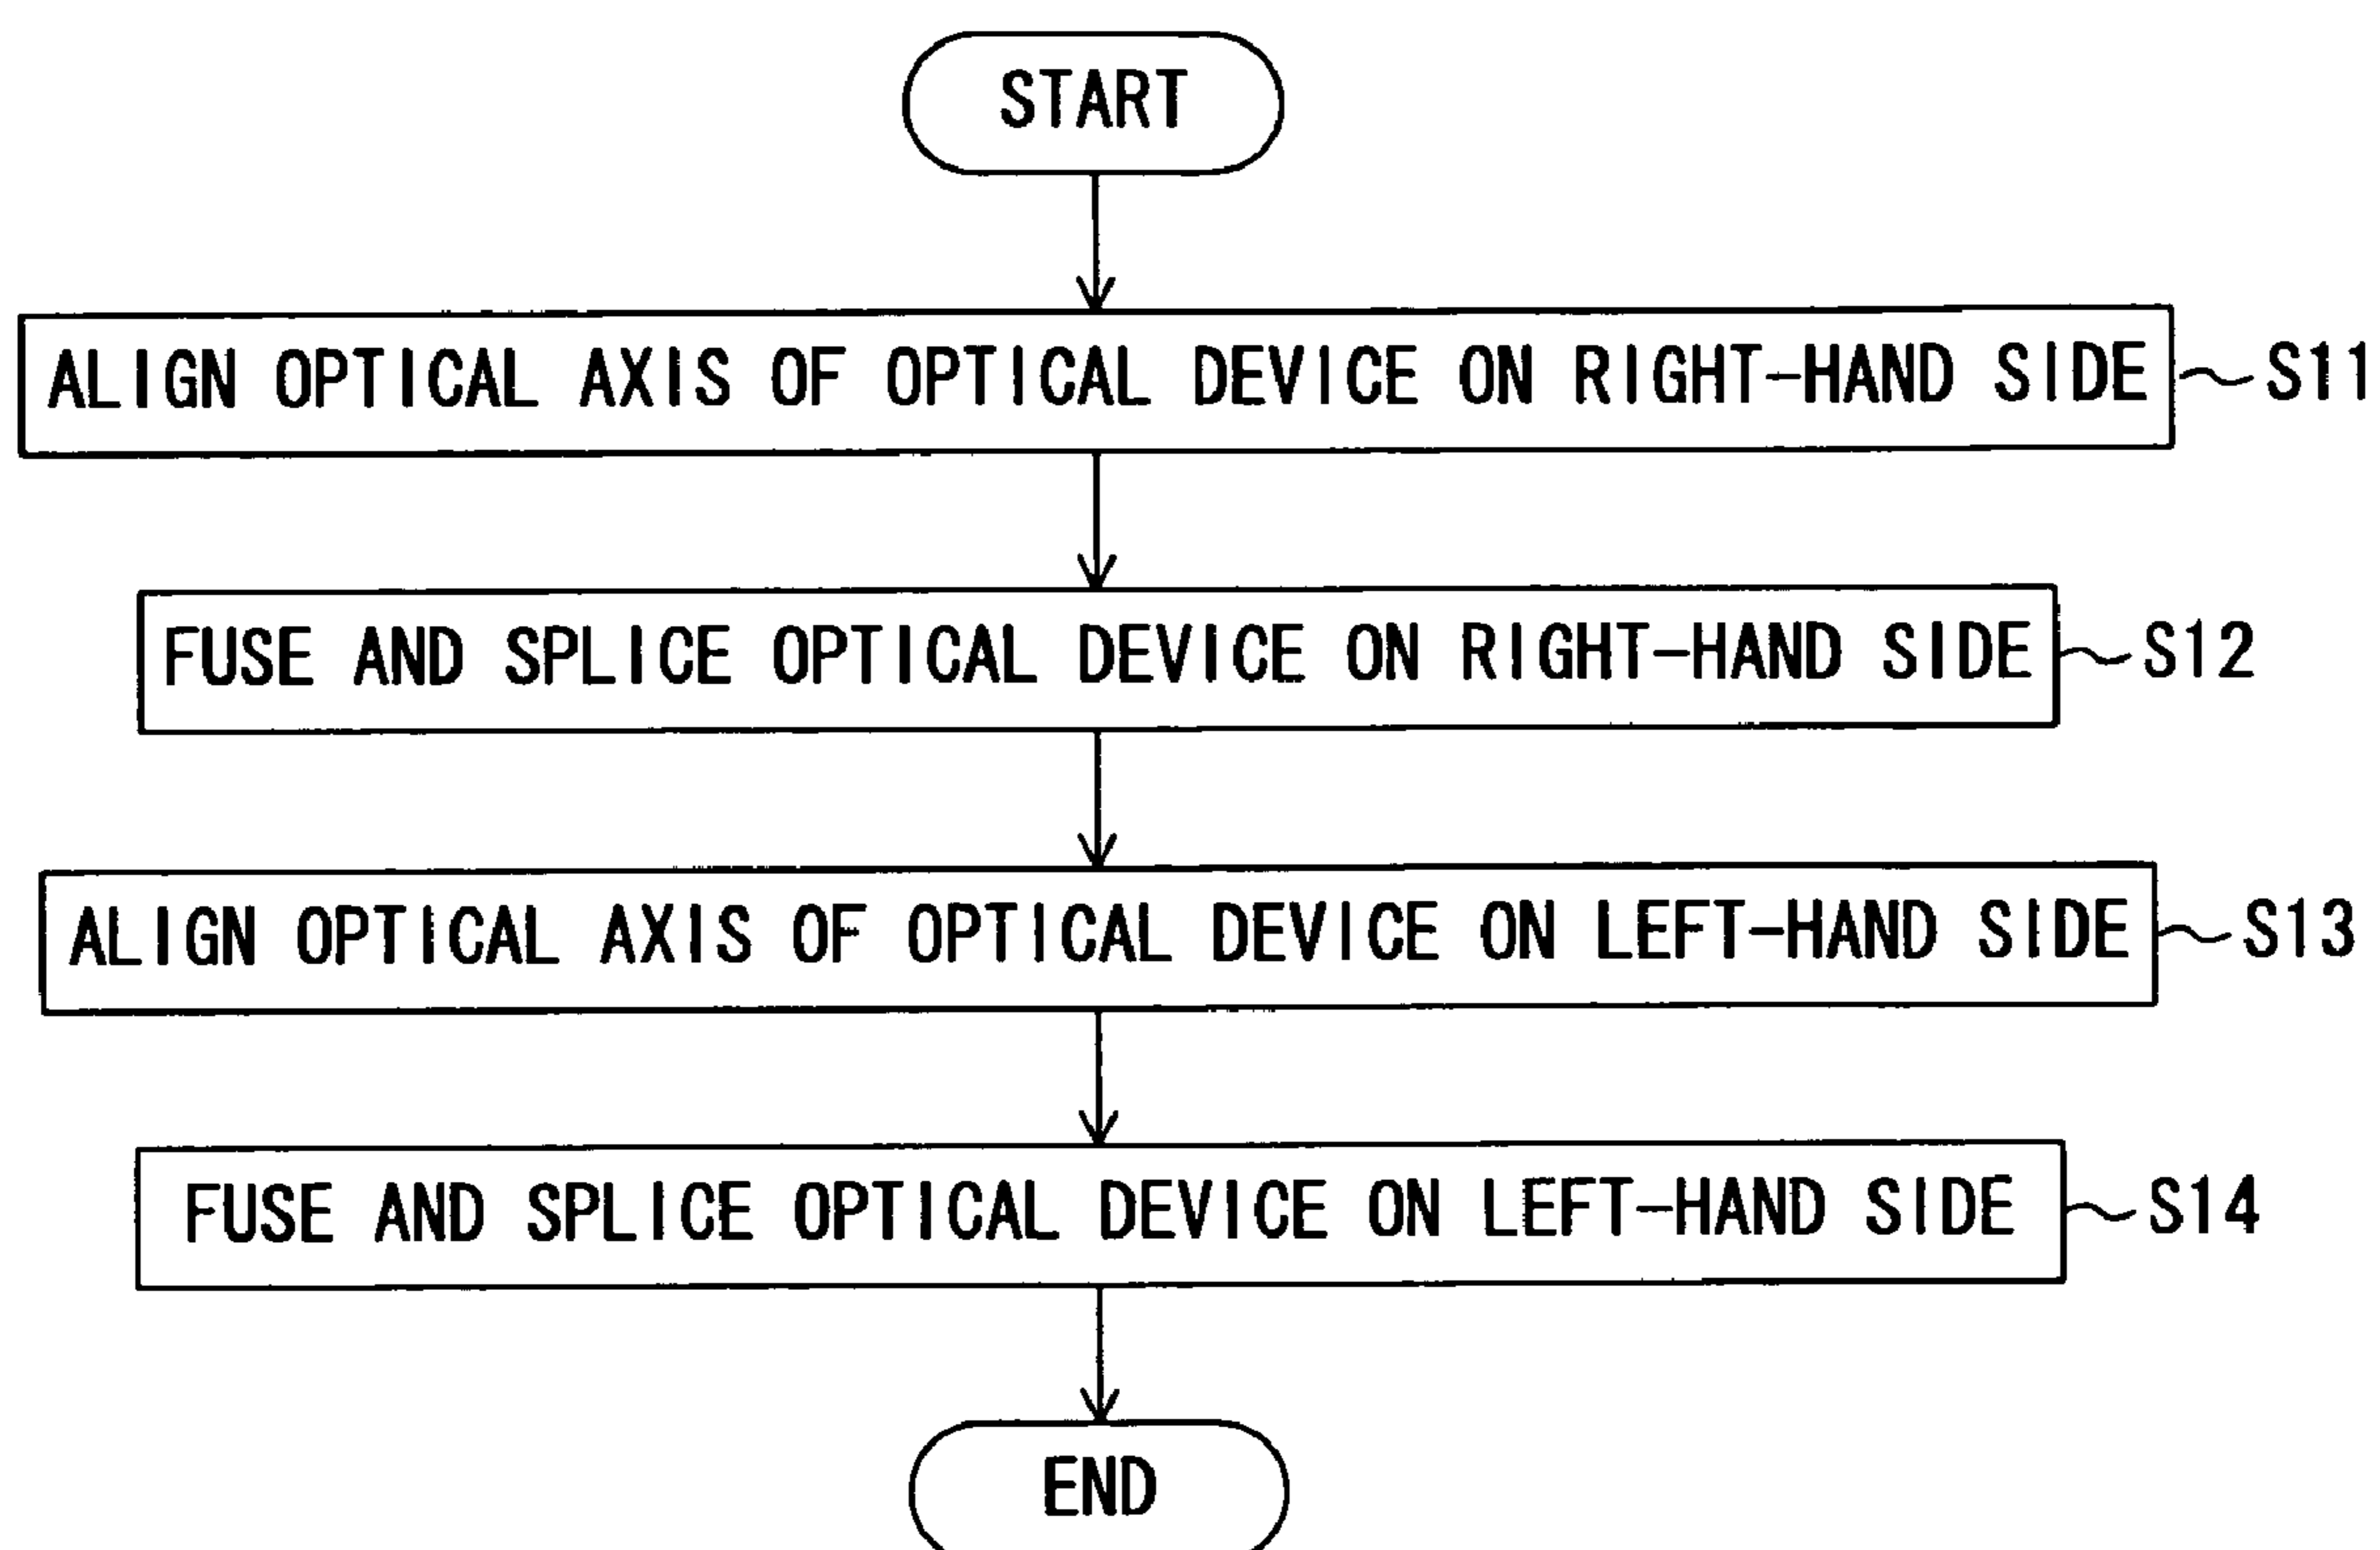 START
ALIGN OPTICAL AXIS OF OPTICAL DEVICE ON RIGHT-HAND SIDE S11
FUSE AND SPLICE OPTICAL DEVICE ON RIGHT-HAND SIDE S12
ALIGN OPTICAL AXIS OF OPTICAL DEVICE ON LEFT-HAND SIDE S13
FUSE AND SPLICE OPTICAL DEVICE ON LEFT-HAND SIDE S14
END